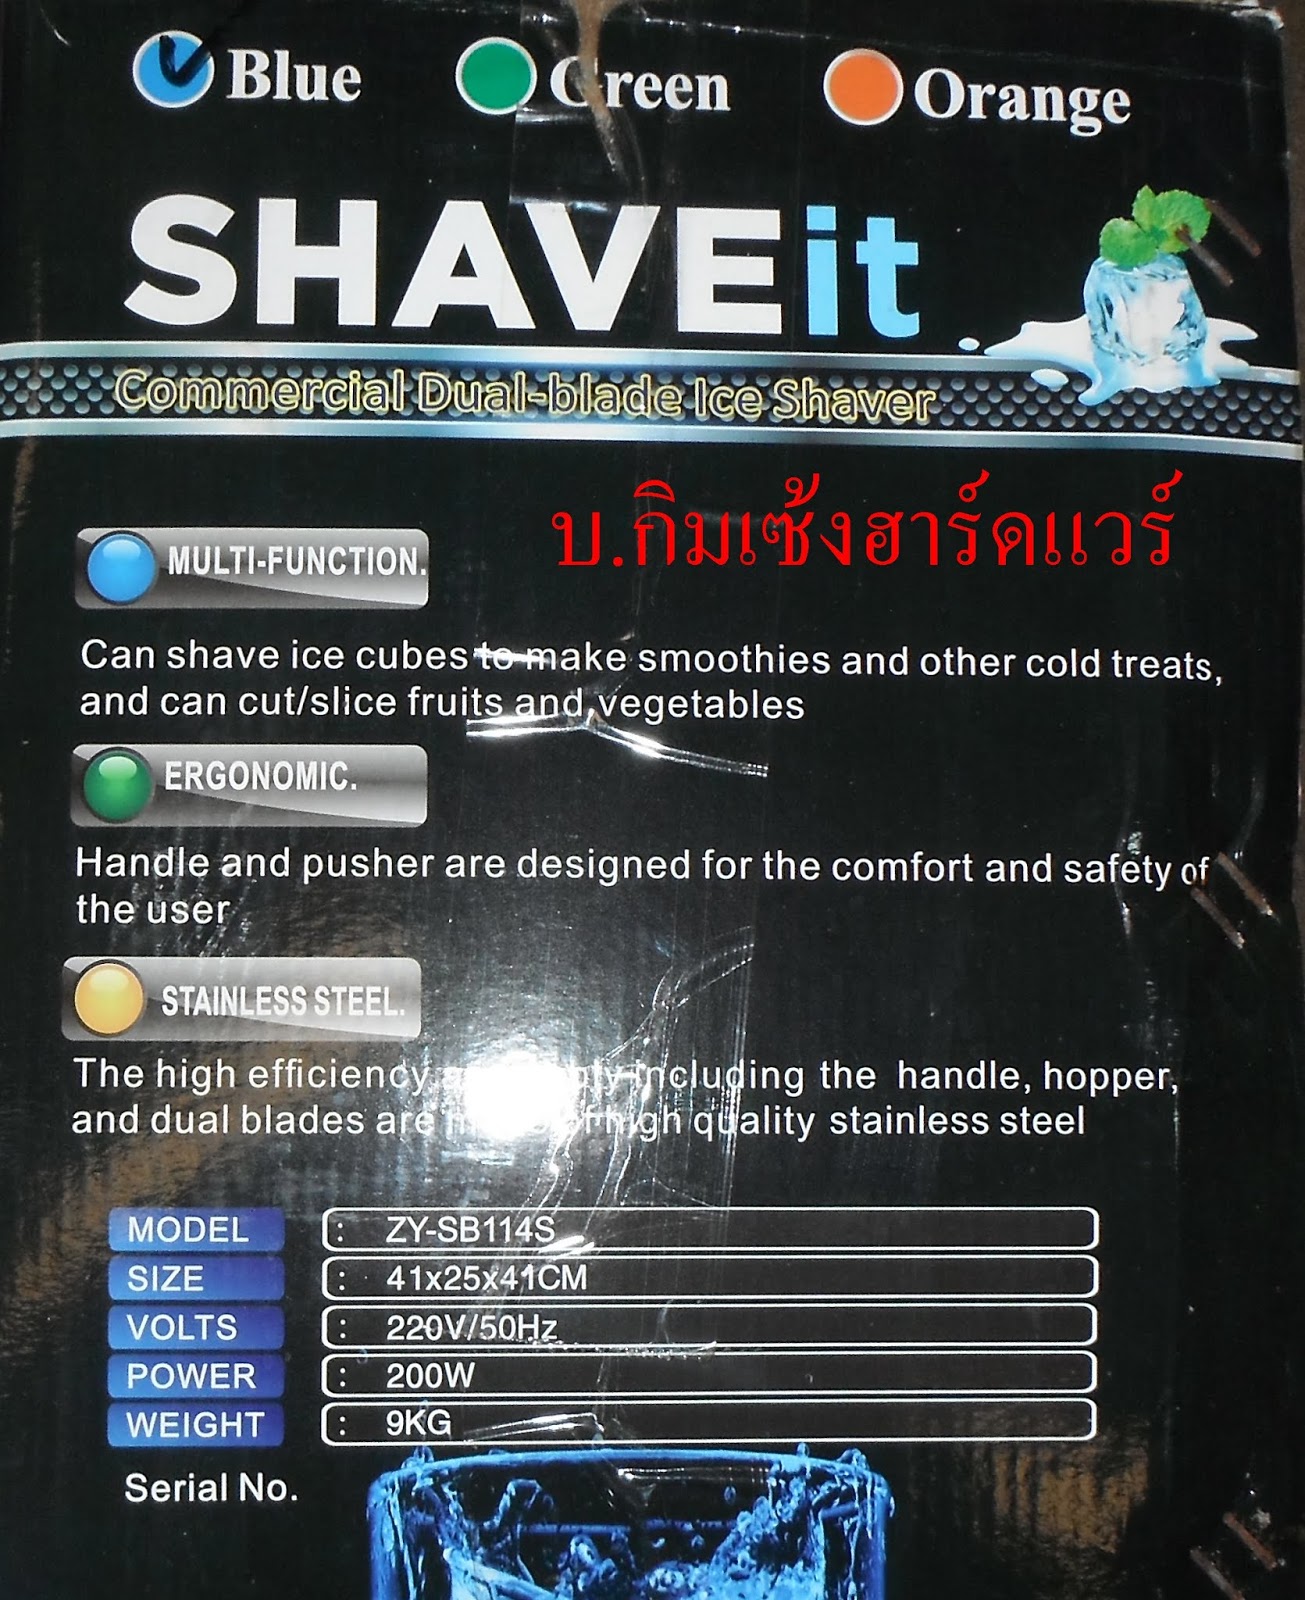 Blue Green Orange
SHAVEit
Commercial Dual-blade Ice Shaver
บ.กิมเซ้งฮาร์ดแวร์
MULTI-FUNCTION.
Can shave ice cubes to make smoothies and other cold treats,
and can cut/slice fruits and vegetables
ERGONOMIC.
Handle and pusher are designed for the comfort and safety of
the user
STAINLESS STEEL.
The high efficiency including the handle, hopper,
and dual blades are of high quality stainless steel
MODEL : ZY-SB114S
SIZE : 41x25x41CM
VOLTS : 220V/50Hz
POWER : 200W
WEIGHT : 9KG
Serial No.